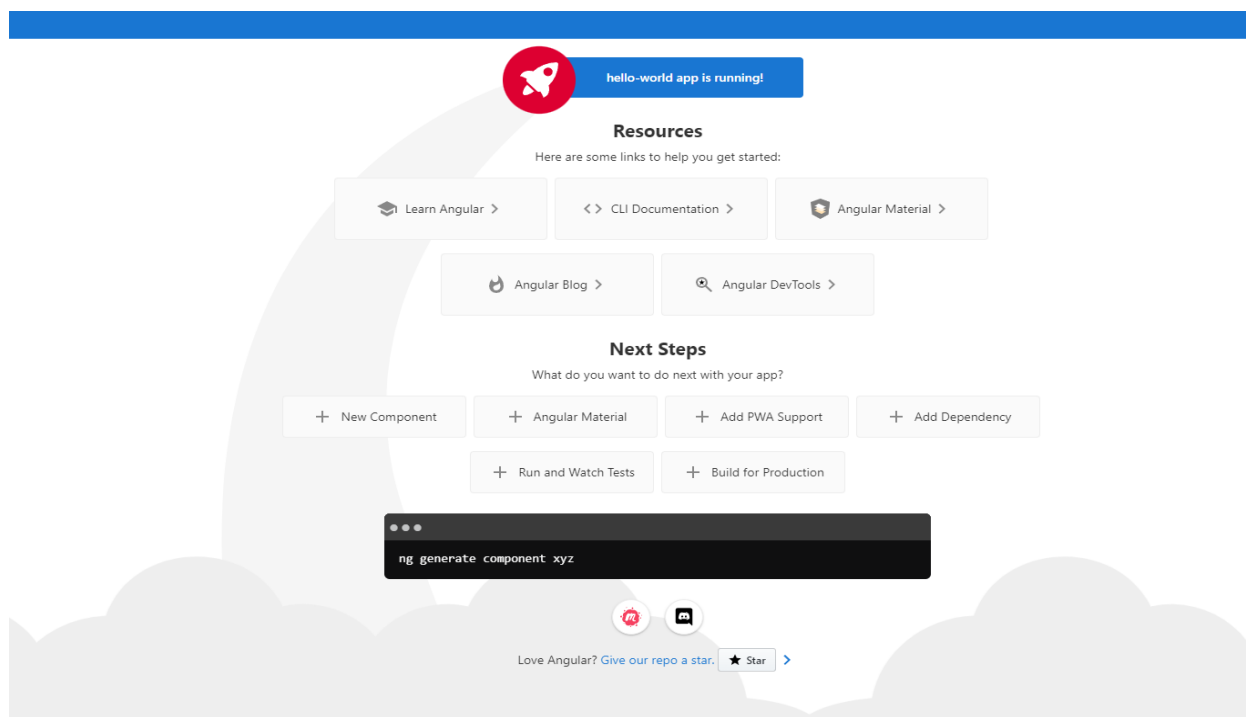 hello-world app is running!
Resources
Here are some links to help you get started:
Learn Angular
CLI Documentation
Angular Material
Angular Blog
Angular DevTools
Next Steps
What do you want to do next with your app?
New Component
Angular Material
Add PWA Support
Add Dependency
Run and Watch Tests
Build for Production
ng generate component xyz
Love Angular? Give our repo a star. Star